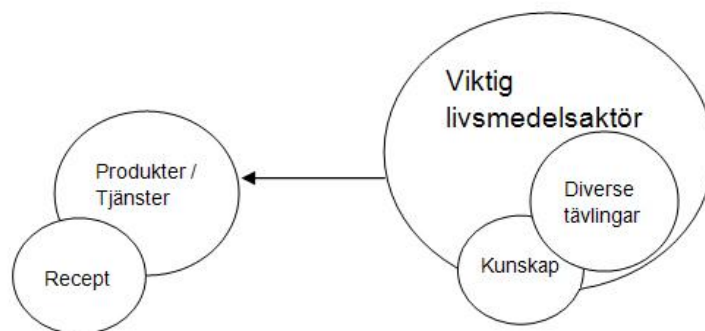 Viktig
livsmedelsaktör
Produkter /
Tjänster
Diverse
tävlingar
Kunskap
Recept